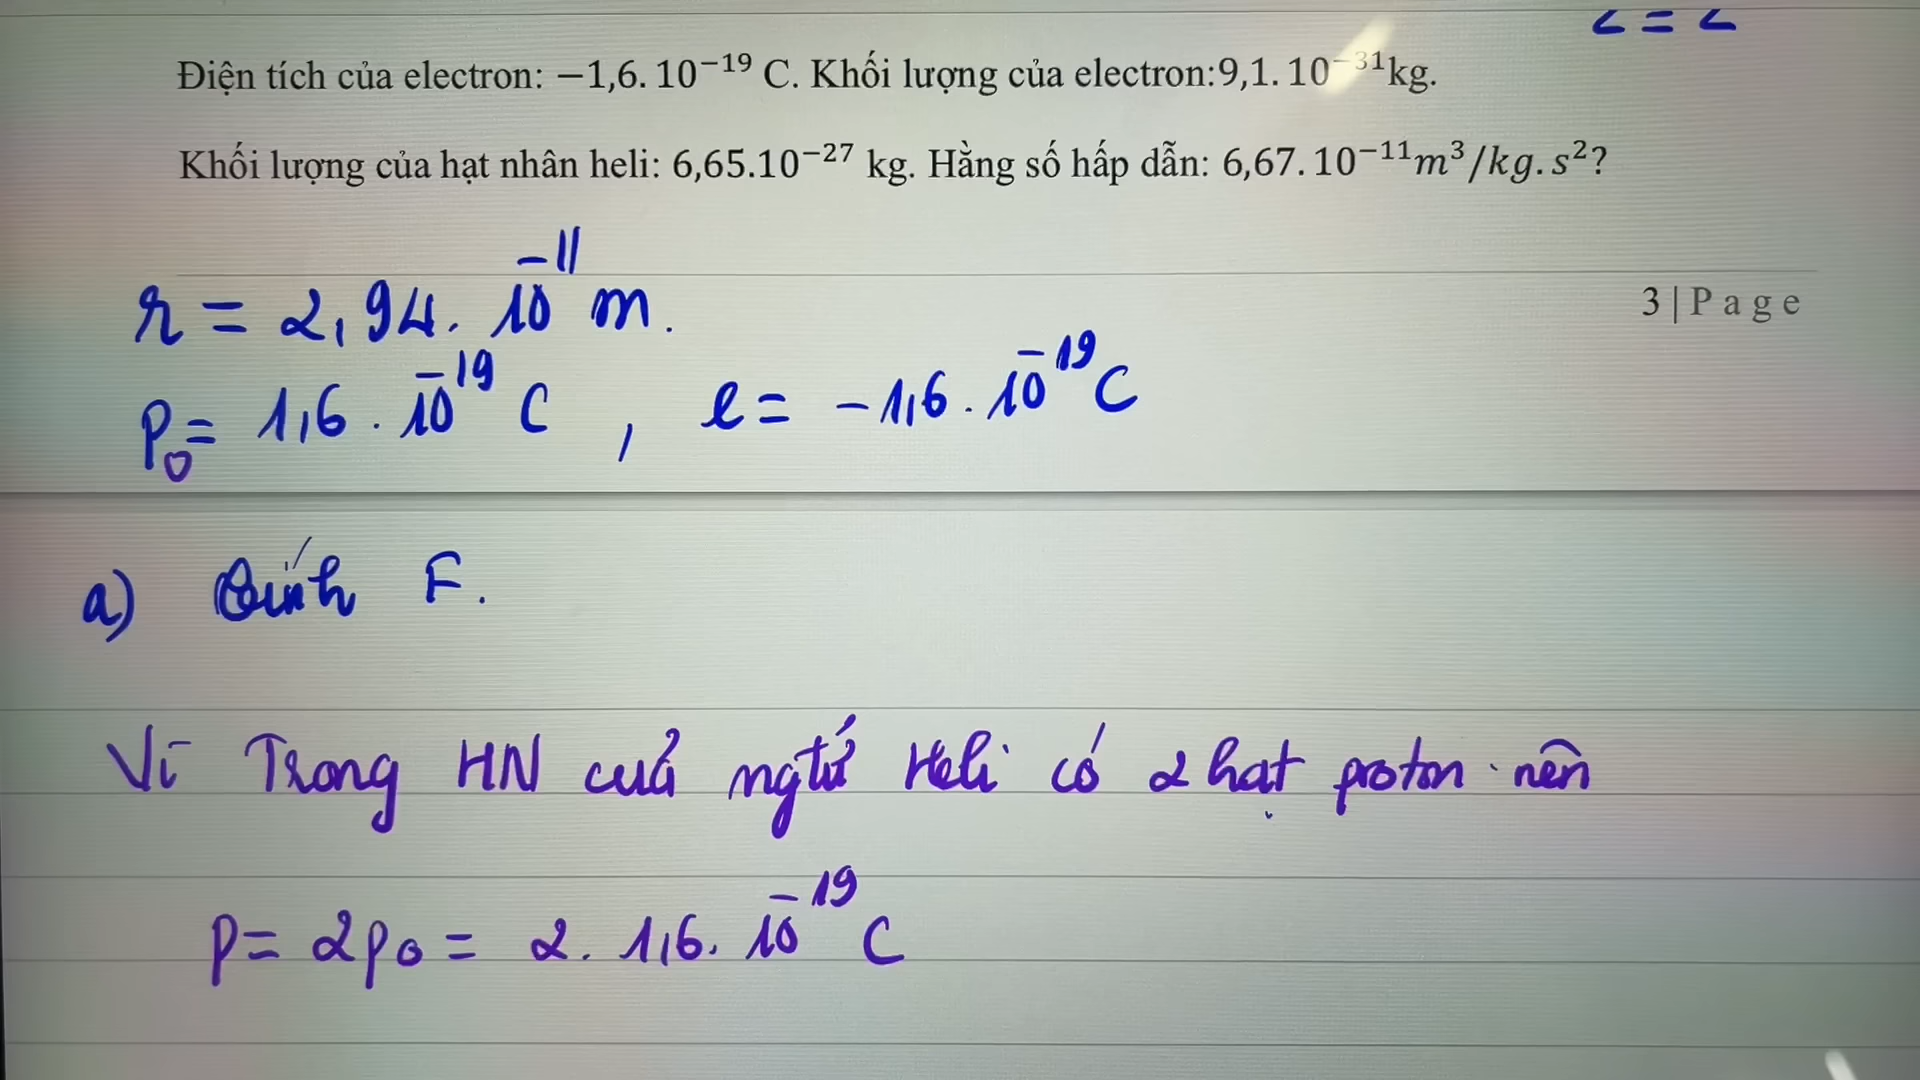 Điện tích của electron: −1,6. 10⁻¹⁹ C. Khối lượng của electron:9,1. 10⁻³¹kg.
Khối lượng của hạt nhân heli: 6,65.10⁻²⁷ kg. Hằng số hấp dẫn: 6,67. 10⁻¹¹m³/kg. s²?
r = 2,94. 10⁻¹¹ m.
3 | P a g e
p₀ = 1,6 . 10⁻¹⁹ C , e = −1,6 . 10⁻¹⁹ C
a) Tính F.
Vì Trong HN của ngtử Heli có 2 hạt proton nên
p = 2p₀ = 2. 1,6. 10⁻¹⁹ C